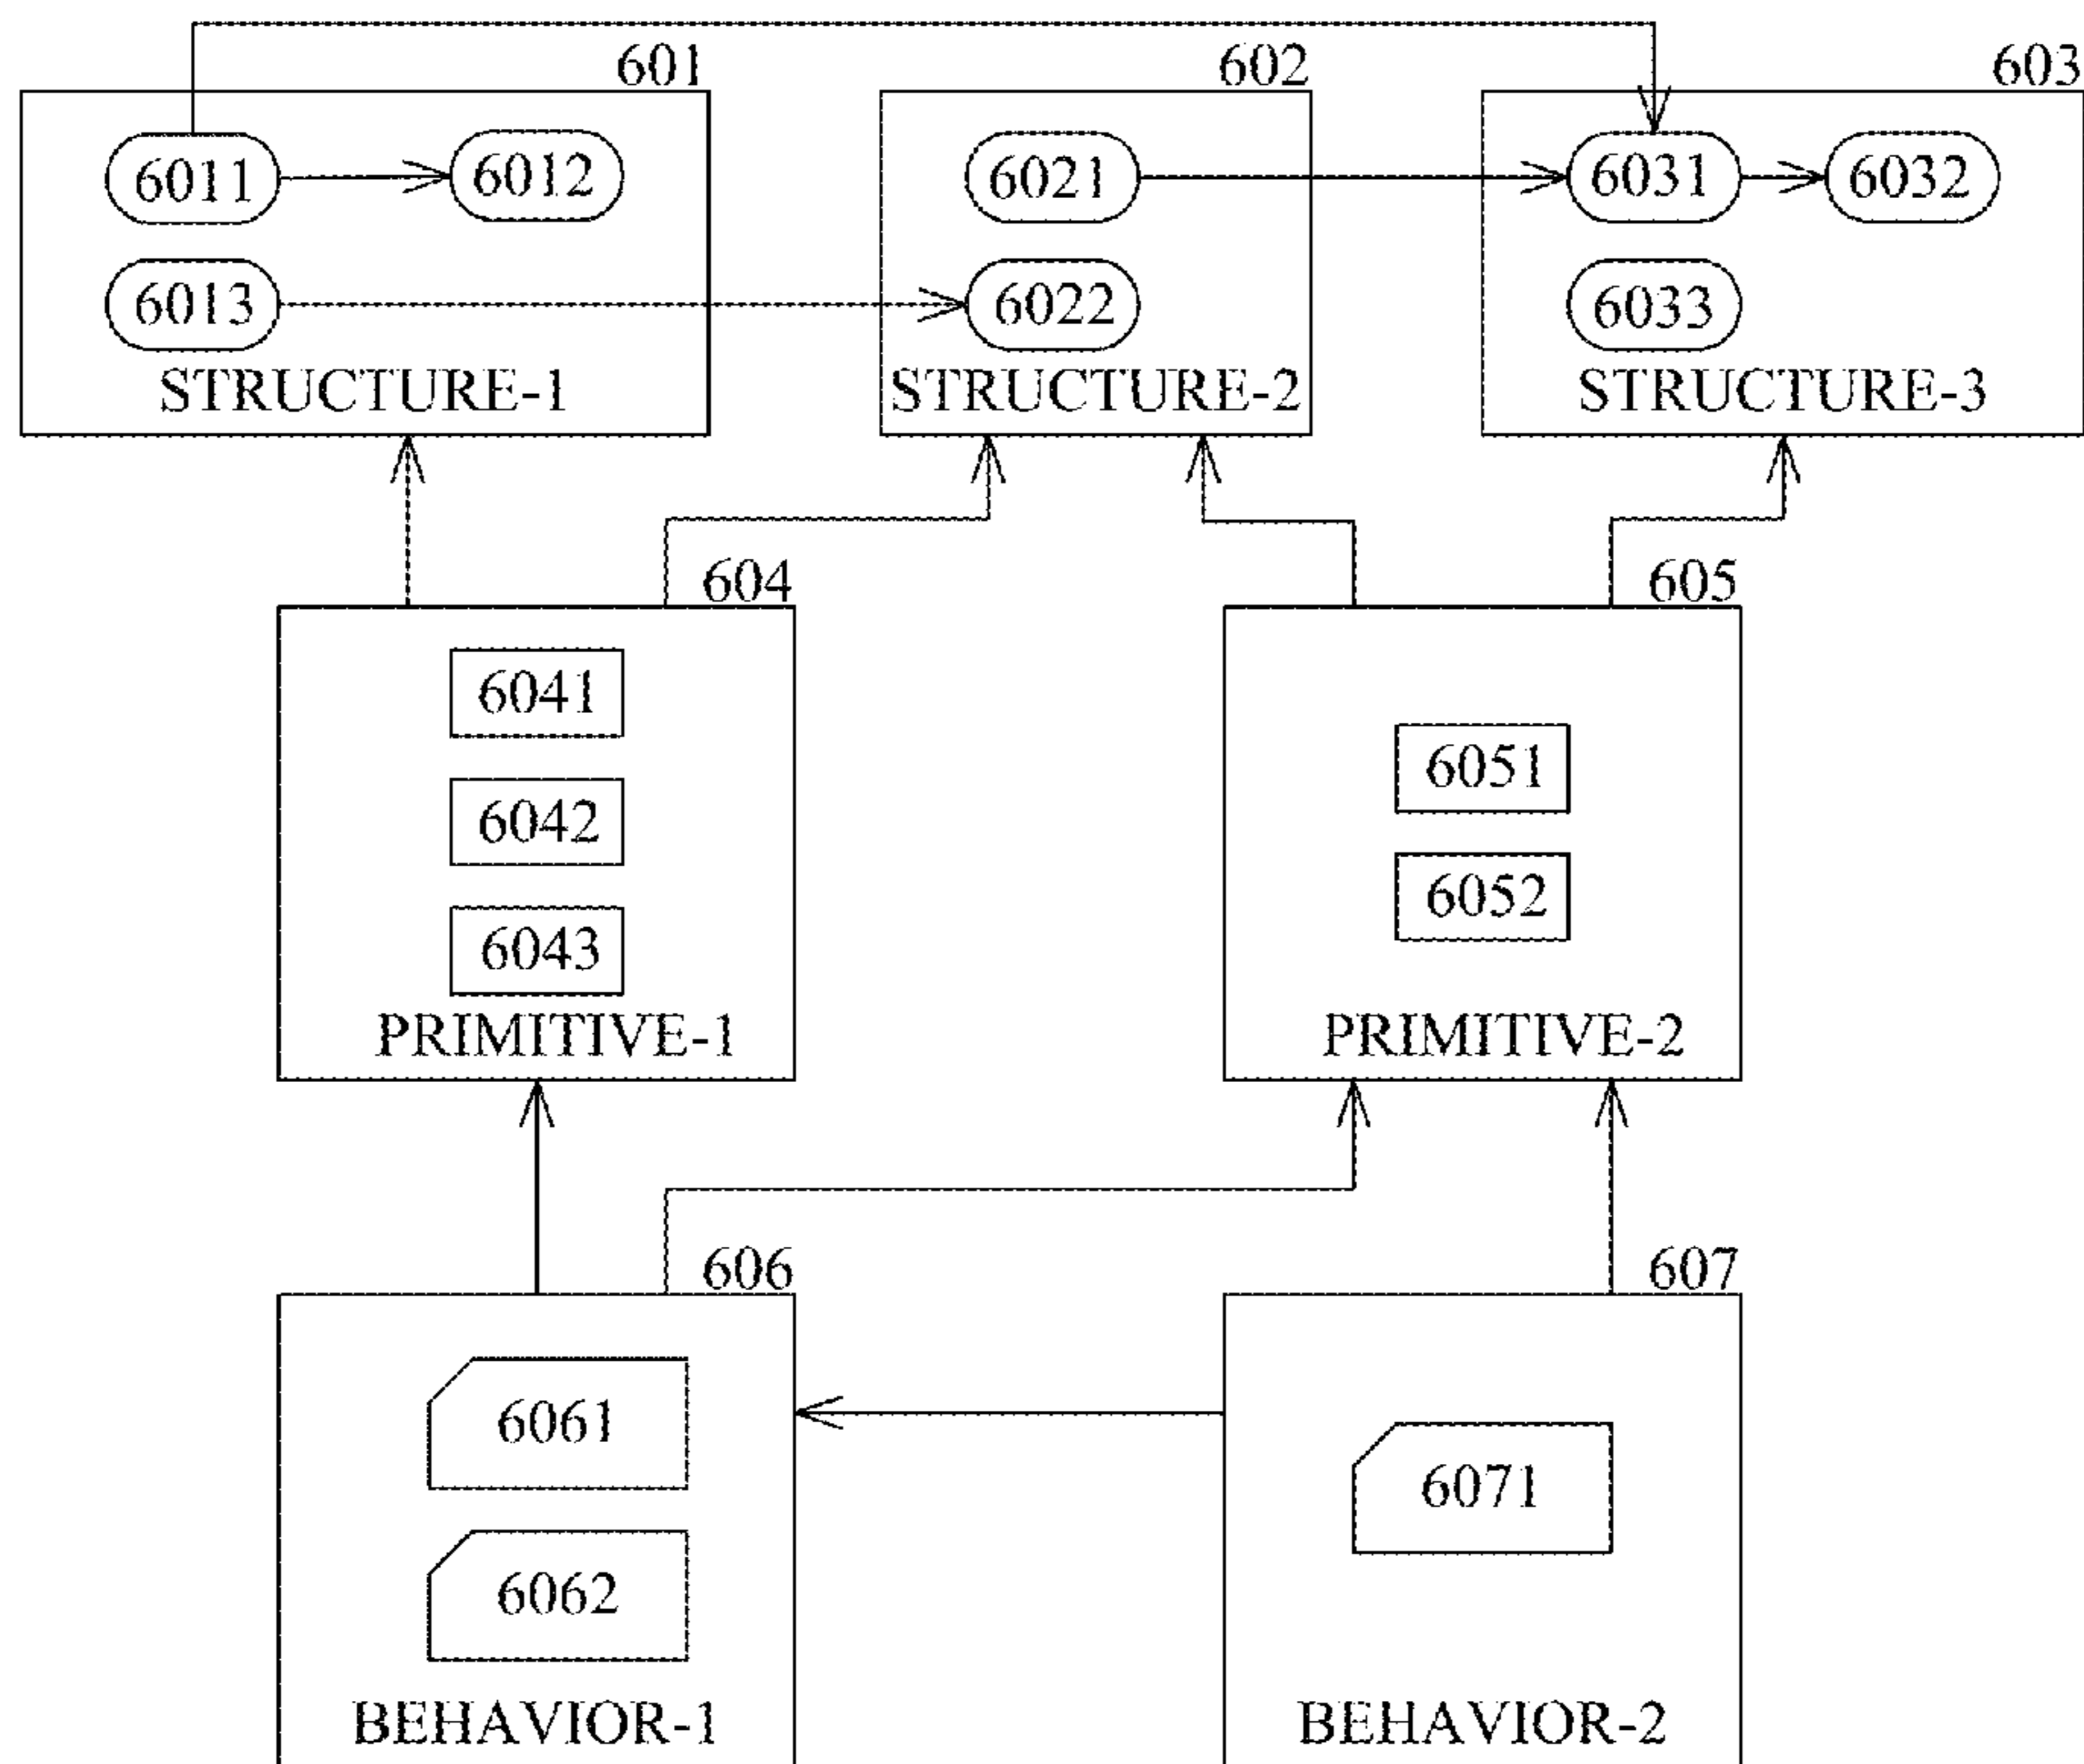 601 602 603
6011 6012 6021 6031 6032
6013 6022 6033
STRUCTURE-1 STRUCTURE-2 STRUCTURE-3
604 605
6041
6042
6043
PRIMITIVE-1
6051
6052
PRIMITIVE-2
606 607
6061
6062
BEHAVIOR-1
6071
BEHAVIOR-2